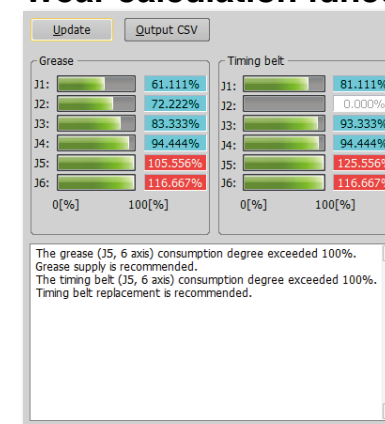 Update Output CSV
Grease Timing belt
J1: 61.111% J1: 81.111%
J2: 72.222% J2: 0.000%
J3: 83.333% J3: 93.333%
J4: 94.444% J4: 94.444%
J5: 105.556% J5: 125.556%
J6: 116.667% J6: 116.667%
0[%] 100[%] 0[%] 100[%]
The grease (J5, 6 axis) consumption degree exceeded 100%.
Grease supply is recommended.
The timing belt (J5, 6 axis) consumption degree exceeded 100%.
Timing belt replacement is recommended.